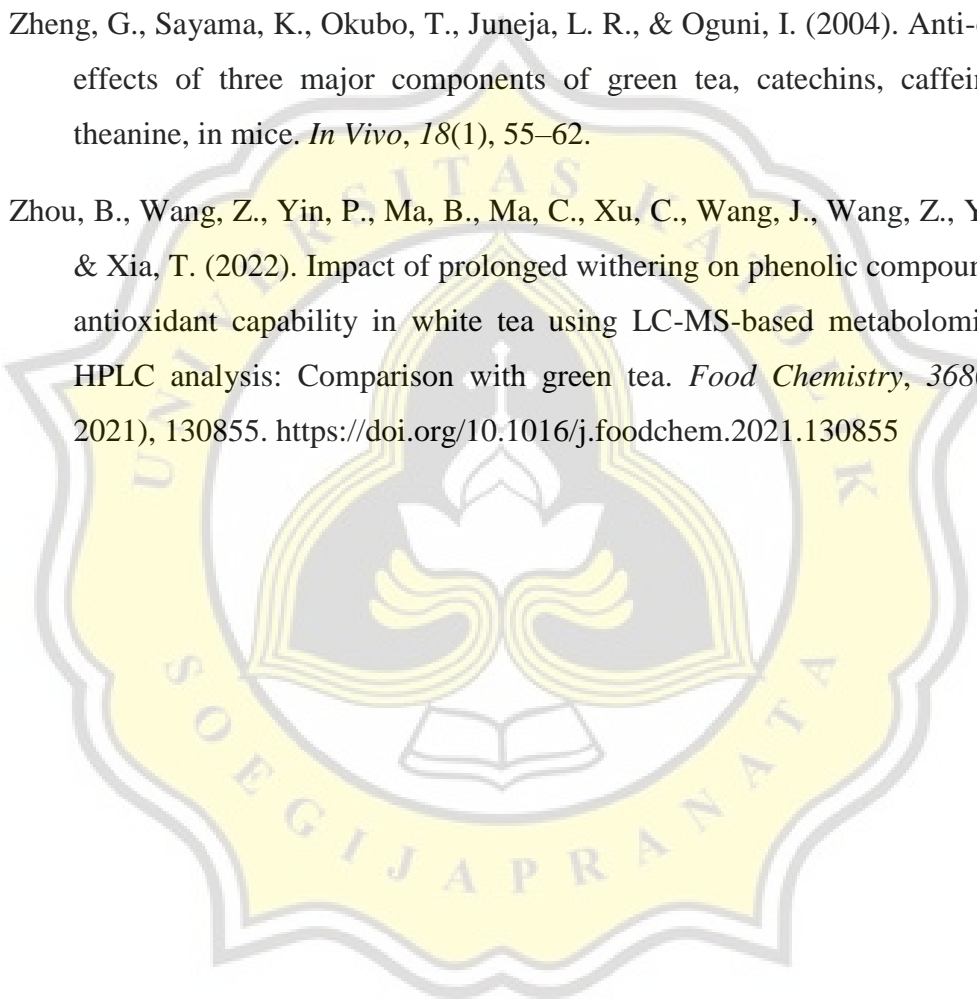 Zheng, G., Sayama, K., Okubo, T., Juneja, L. R., & Oguni, I. (2004). Anti-
effects of three major components of green tea, catechins,
theanine, in mice. In Vivo, 18(1), 55–62.
Zhou, B., Wang, Z., Yin, P., Ma, B., Ma, C., Xu, C., Wang, J., Wang, Z.,
& Xia, T. (2022). Impact of prolonged withering on phenolic
antioxidant capability in white tea using LC-MS-based
HPLC analysis: Comparison with green tea. Food Chemistry, 368
2021), 130855. https://doi.org/10.1016/j.foodchem.2021.130855
UNIVERSITAS KATOLIK
SOEGIJAPRANATA